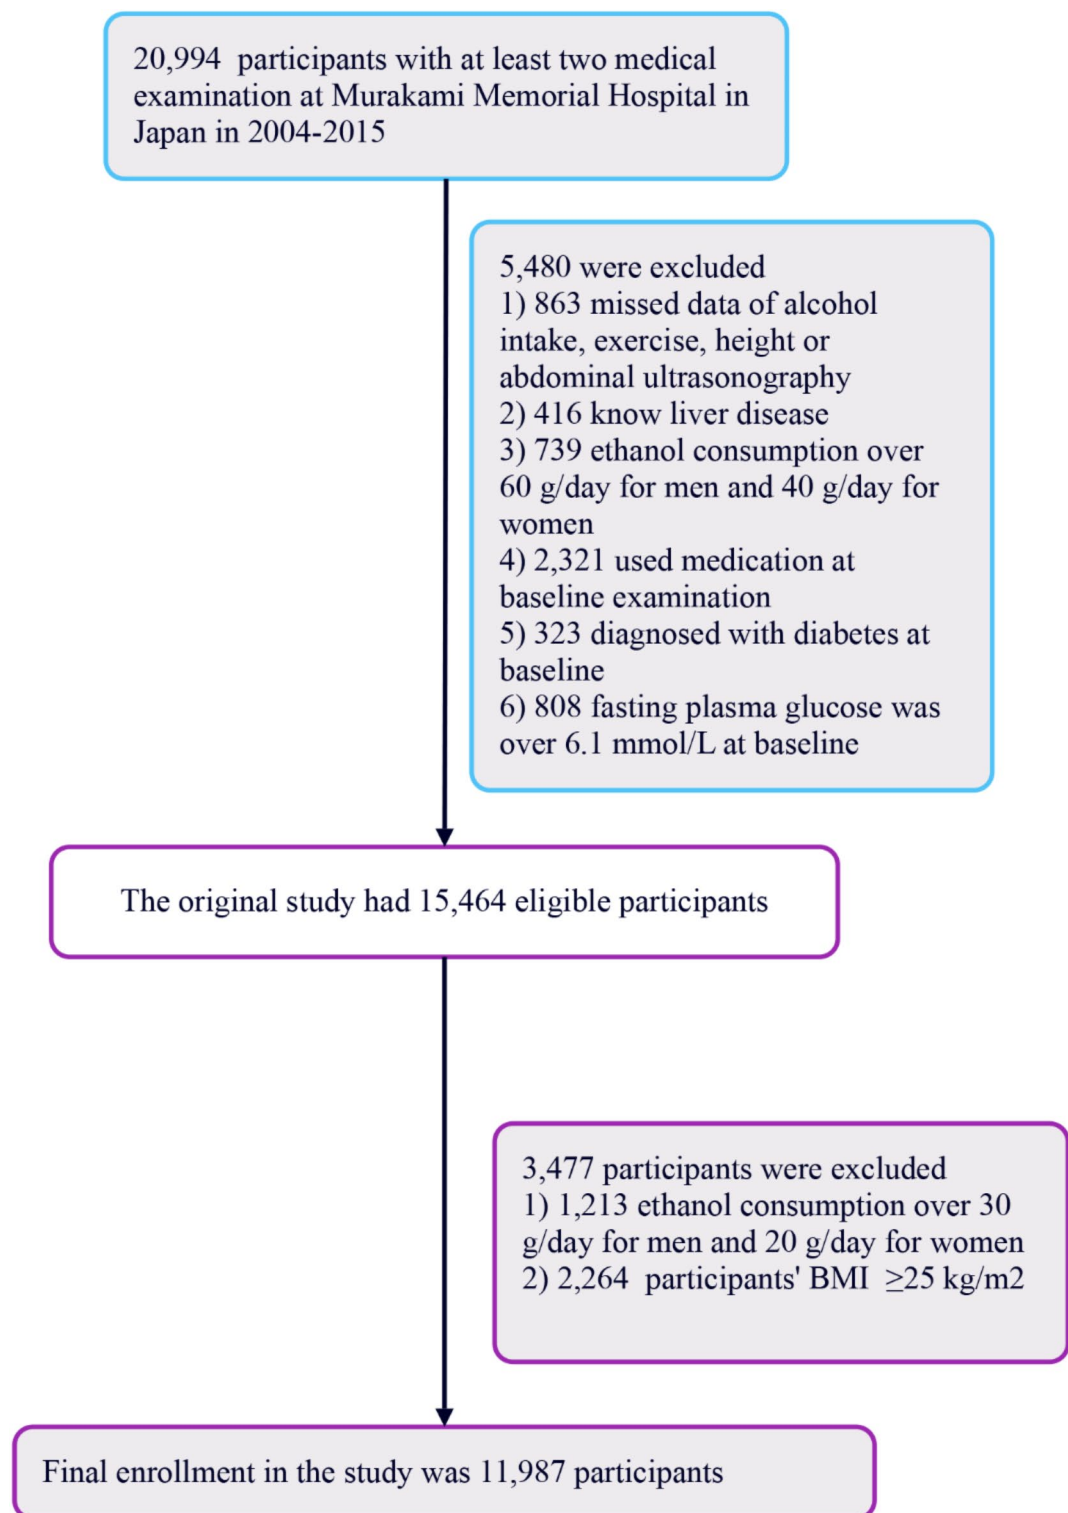 20,994 participants with at least two medical
examination at Murakami Memorial Hospital in
Japan in 2004-2015
5,480 were excluded
1) 863 missed data of alcohol
intake, exercise, height or
abdominal ultrasonography
2) 416 know liver disease
3) 739 ethanol consumption over
60 g/day for men and 40 g/day for
women
4) 2,321 used medication at
baseline examination
5) 323 diagnosed with diabetes at
baseline
6) 808 fasting plasma glucose was
over 6.1 mmol/L at baseline
The original study had 15,464 eligible participants
3,477 participants were excluded
1) 1,213 ethanol consumption over 30
g/day for men and 20 g/day for women
2) 2,264 participants' BMI ≥25 kg/m2
Final enrollment in the study was 11,987 participants